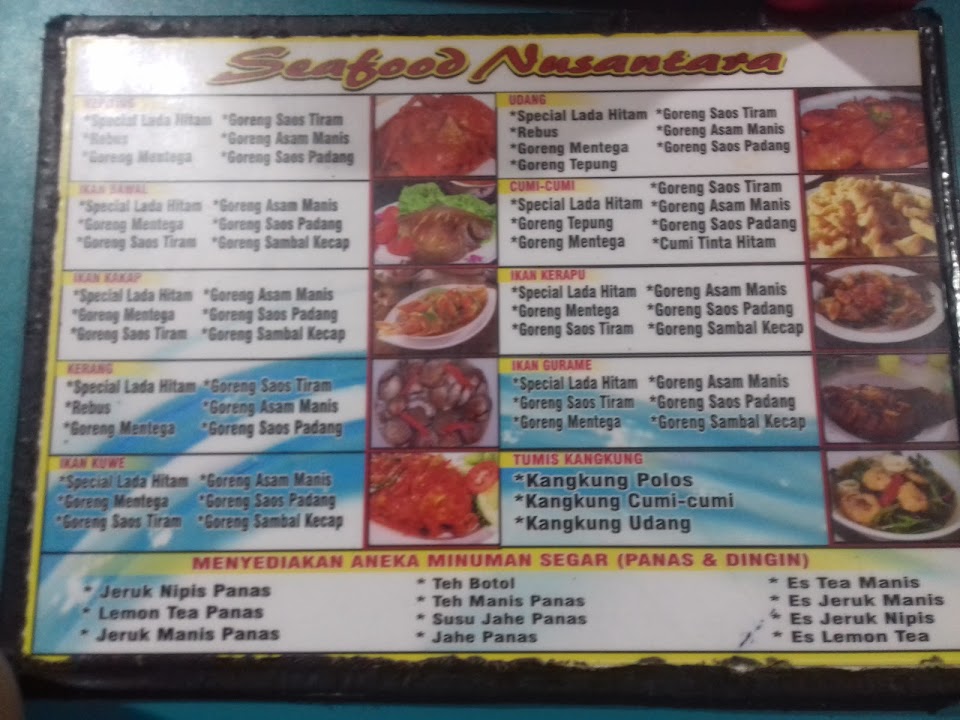 Seafood Nusantara
KEPITING
*Special Lada Hitam *Goreng Saos Tiram
*Rebus *Goreng Asam Manis
*Goreng Mentega *Goreng Saos Padang
UDANG
*Special Lada Hitam *Goreng Saos Tiram
*Rebus *Goreng Asam Manis
*Goreng Mentega *Goreng Saos Padang
*Goreng Tepung
IKAN BAWAL
*Special Lada Hitam *Goreng Asam Manis
*Goreng Mentega *Goreng Saos Padang
*Goreng Saos Tiram *Goreng Sambal Kecap
CUMI-CUMI
*Goreng Saos Tiram
*Special Lada Hitam *Goreng Asam Manis
*Goreng Tepung *Goreng Saos Padang
*Goreng Mentega *Cumi Tinta Hitam
IKAN KAKAP
*Special Lada Hitam *Goreng Asam Manis
*Goreng Mentega *Goreng Saos Padang
*Goreng Saos Tiram *Goreng Sambal Kecap
IKAN KERAPU
*Special Lada Hitam *Goreng Asam Manis
*Goreng Mentega *Goreng Saos Padang
*Goreng Saos Tiram *Goreng Sambal Kecap
KERANG
*Special Lada Hitam *Goreng Saos Tiram
*Rebus *Goreng Asam Manis
*Goreng Mentega *Goreng Saos Padang
IKAN GURAME
*Special Lada Hitam *Goreng Asam Manis
*Goreng Saos Tiram *Goreng Saos Padang
*Goreng Mentega *Goreng Sambal Kecap
IKAN KUWE
*Special Lada Hitam *Goreng Asam Manis
*Goreng Mentega *Goreng Saos Padang
*Goreng Saos Tiram *Goreng Sambal Kecap
TUMIS KANGKUNG
*Kangkung Polos
*Kangkung Cumi-cumi
*Kangkung Udang
MENYEDIAKAN ANEKA MINUMAN SEGAR (PANAS & DINGIN)
* Jeruk Nipis Panas
* Lemon Tea Panas
* Jeruk Manis Panas
* Teh Botol
* Teh Manis Panas
* Susu Jahe Panas
* Jahe Panas
* Es Tea Manis
* Es Jeruk Manis
* Es Jeruk Nipis
* Es Lemon Tea